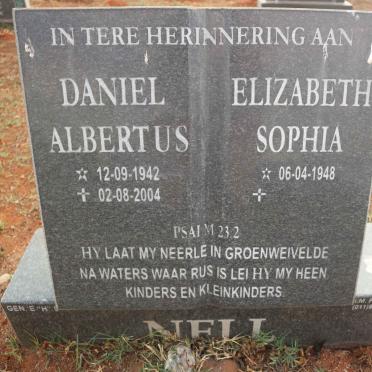 IN TERE HERINNERING AAN
DANIEL
ALBERTUS
☆ 12-09-1942
✝ 02-08-2004
ELIZABETH
SOPHIA
☆ 06-04-1948
✝
PSALM 23:2
HY LAAT MY NEERLE IN GROENWEIVELDE
NA WATERS WAAR RUS IS LEI HY MY HEEN
KINDERS EN KLEINKINDERS
GEN. E. "H"
NELL